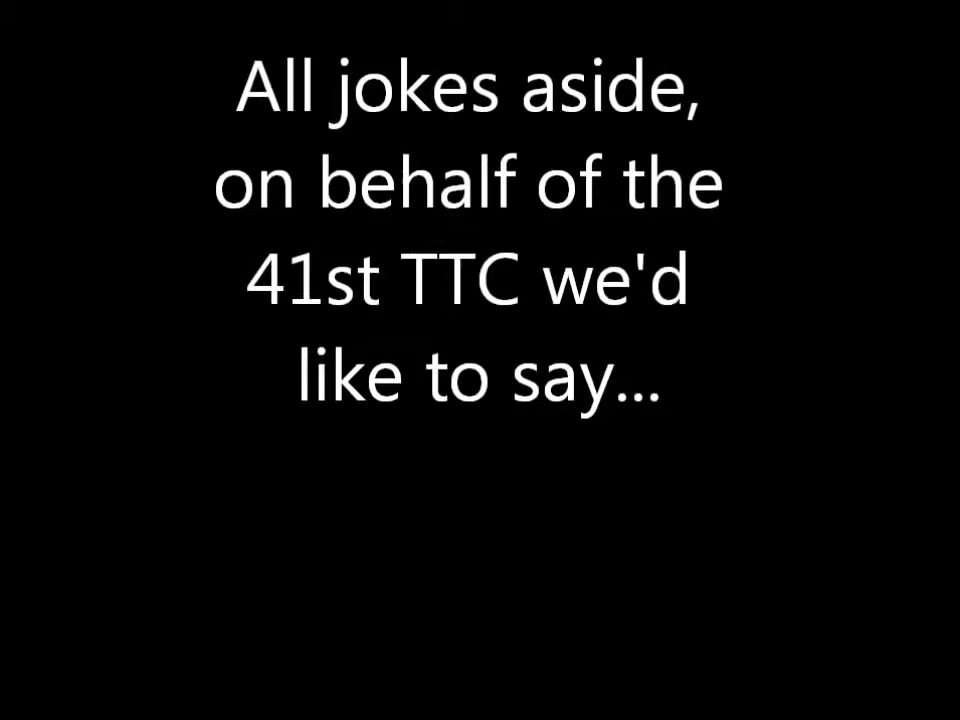 All jokes aside,
on behalf of the
41st TTC we'd
like to say...